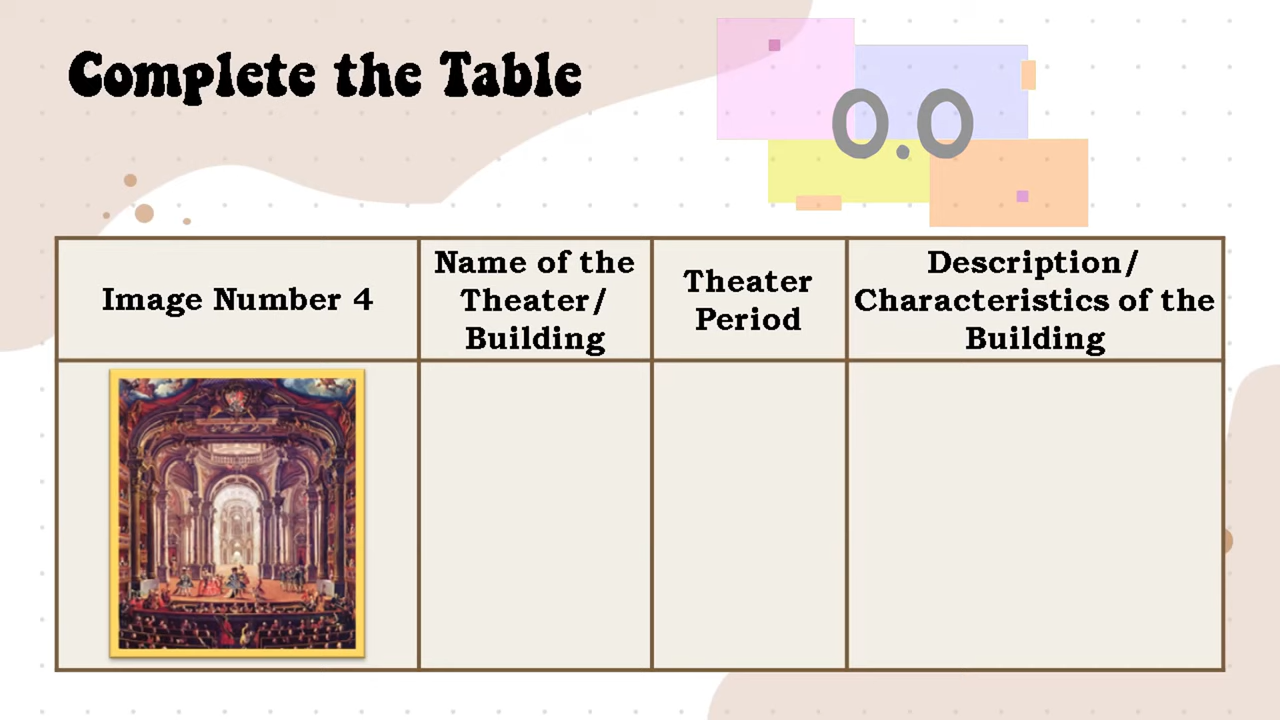 Complete the Table
0.0
Image Number 4
Name of the
Theater/
Building
Theater
Period
Description/
Characteristics of the
Building